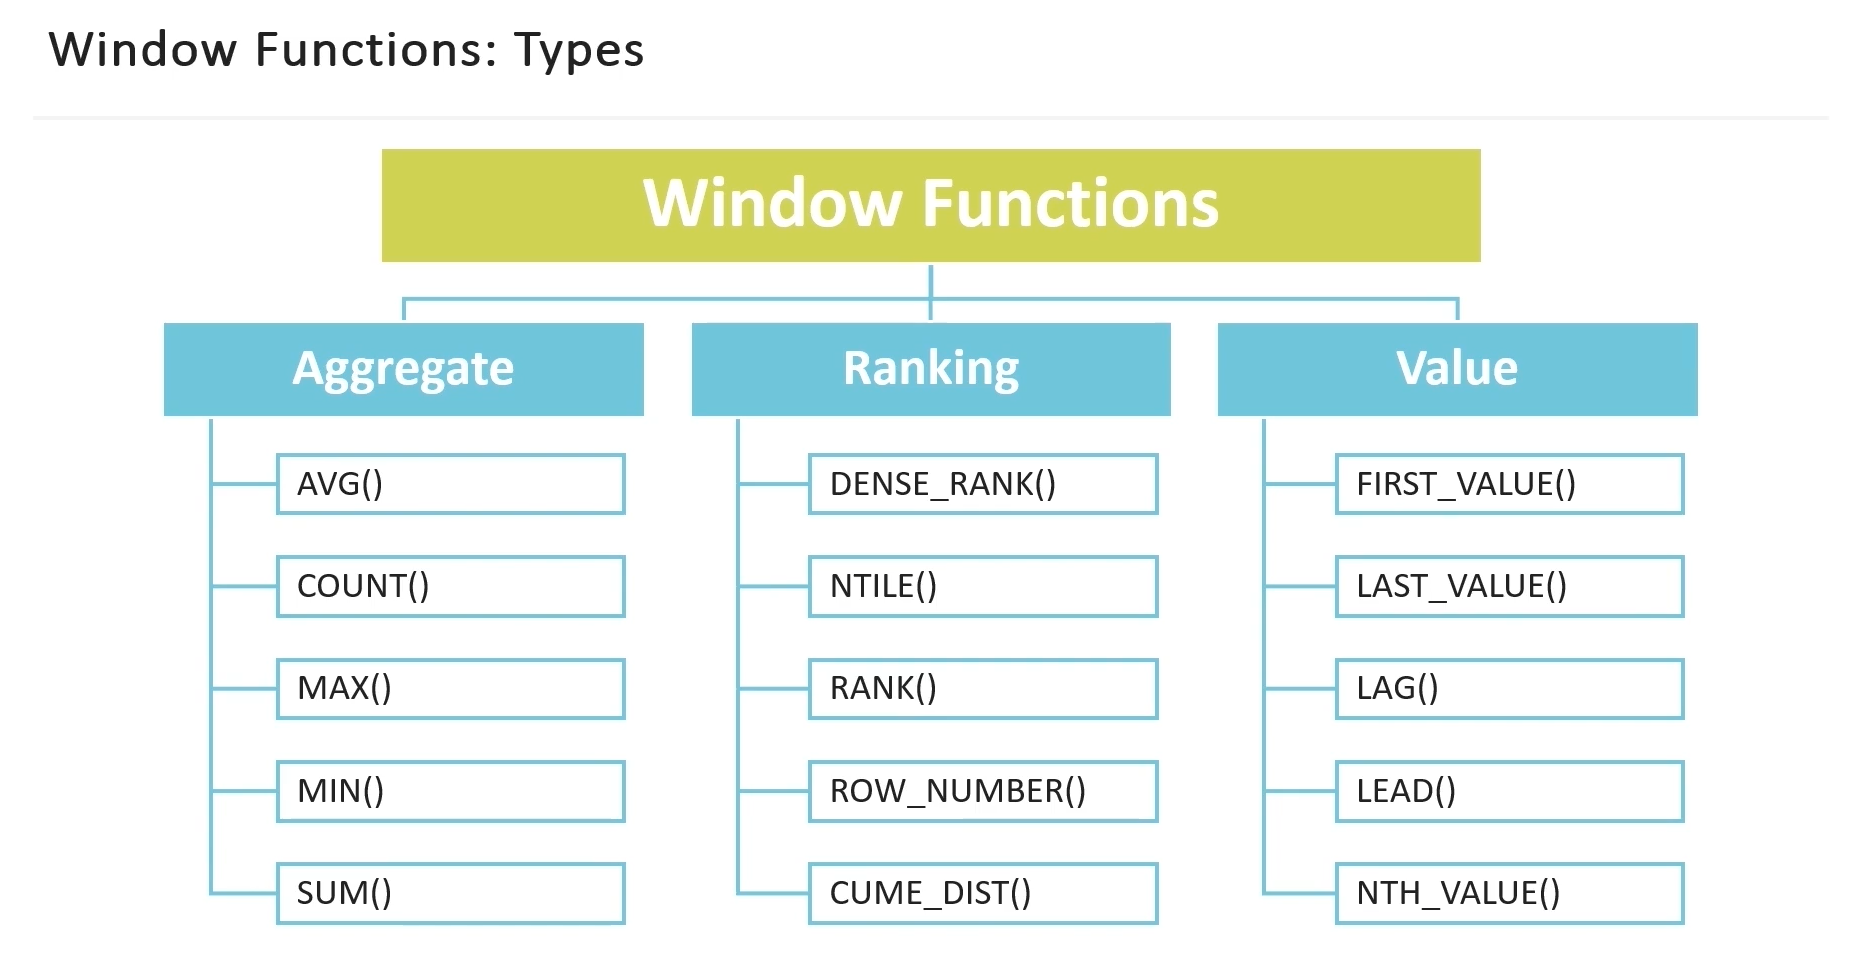 Window Functions: Types
Window Functions
Aggregate
AVG()
COUNT()
MAX()
MIN()
SUM()
Ranking
DENSE_RANK()
NTILE()
RANK()
ROW_NUMBER()
CUME_DIST()
Value
FIRST_VALUE()
LAST_VALUE()
LAG()
LEAD()
NTH_VALUE()